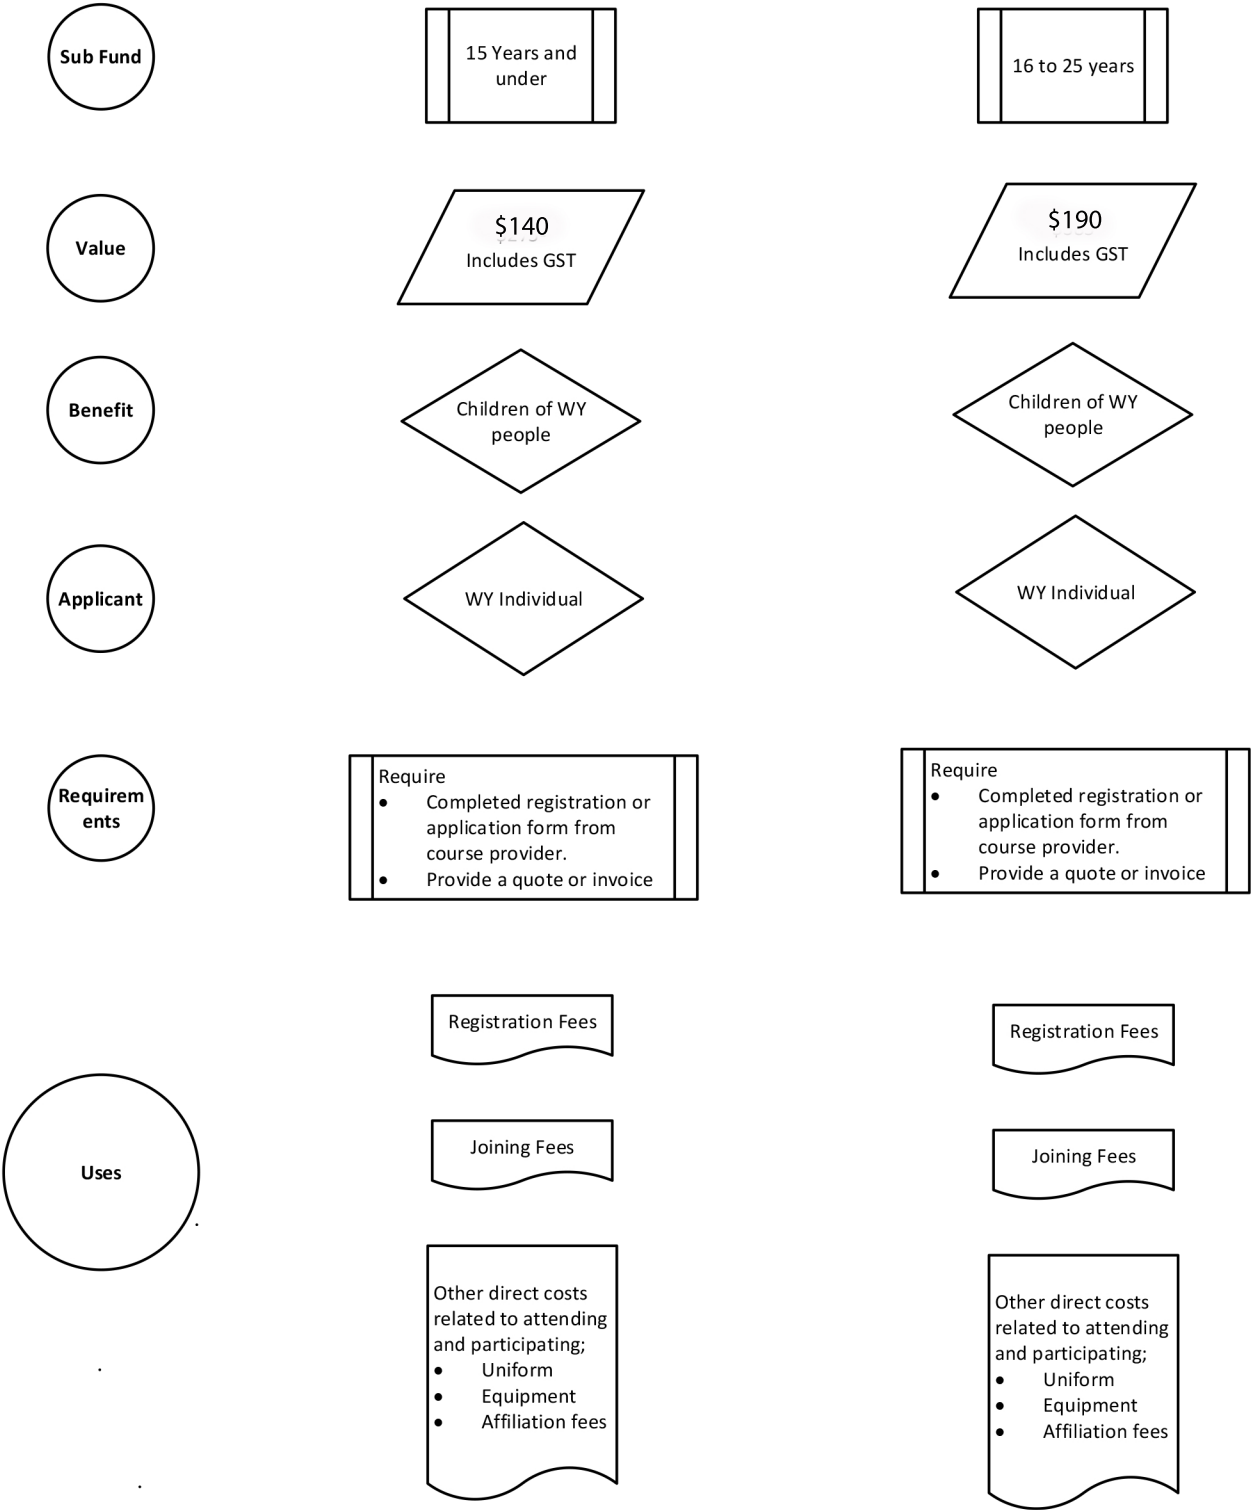 Sub Fund
15 Years and
under
16 to 25 years
Value
$140
Includes GST
$190
Includes GST
Benefit
Children of WY
people
Children of WY
people
Applicant
WY Individual
WY Individual
Requirem
ents
Require
• Completed registration or
application form from
course provider.
• Provide a quote or invoice
Require
• Completed registration or
application form from
course provider.
• Provide a quote or invoice
Uses
Registration Fees
Registration Fees
Joining Fees
Joining Fees
Other direct costs
related to attending
and participating;
• Uniform
• Equipment
• Affiliation fees
Other direct costs
related to attending
and participating;
• Uniform
• Equipment
• Affiliation fees